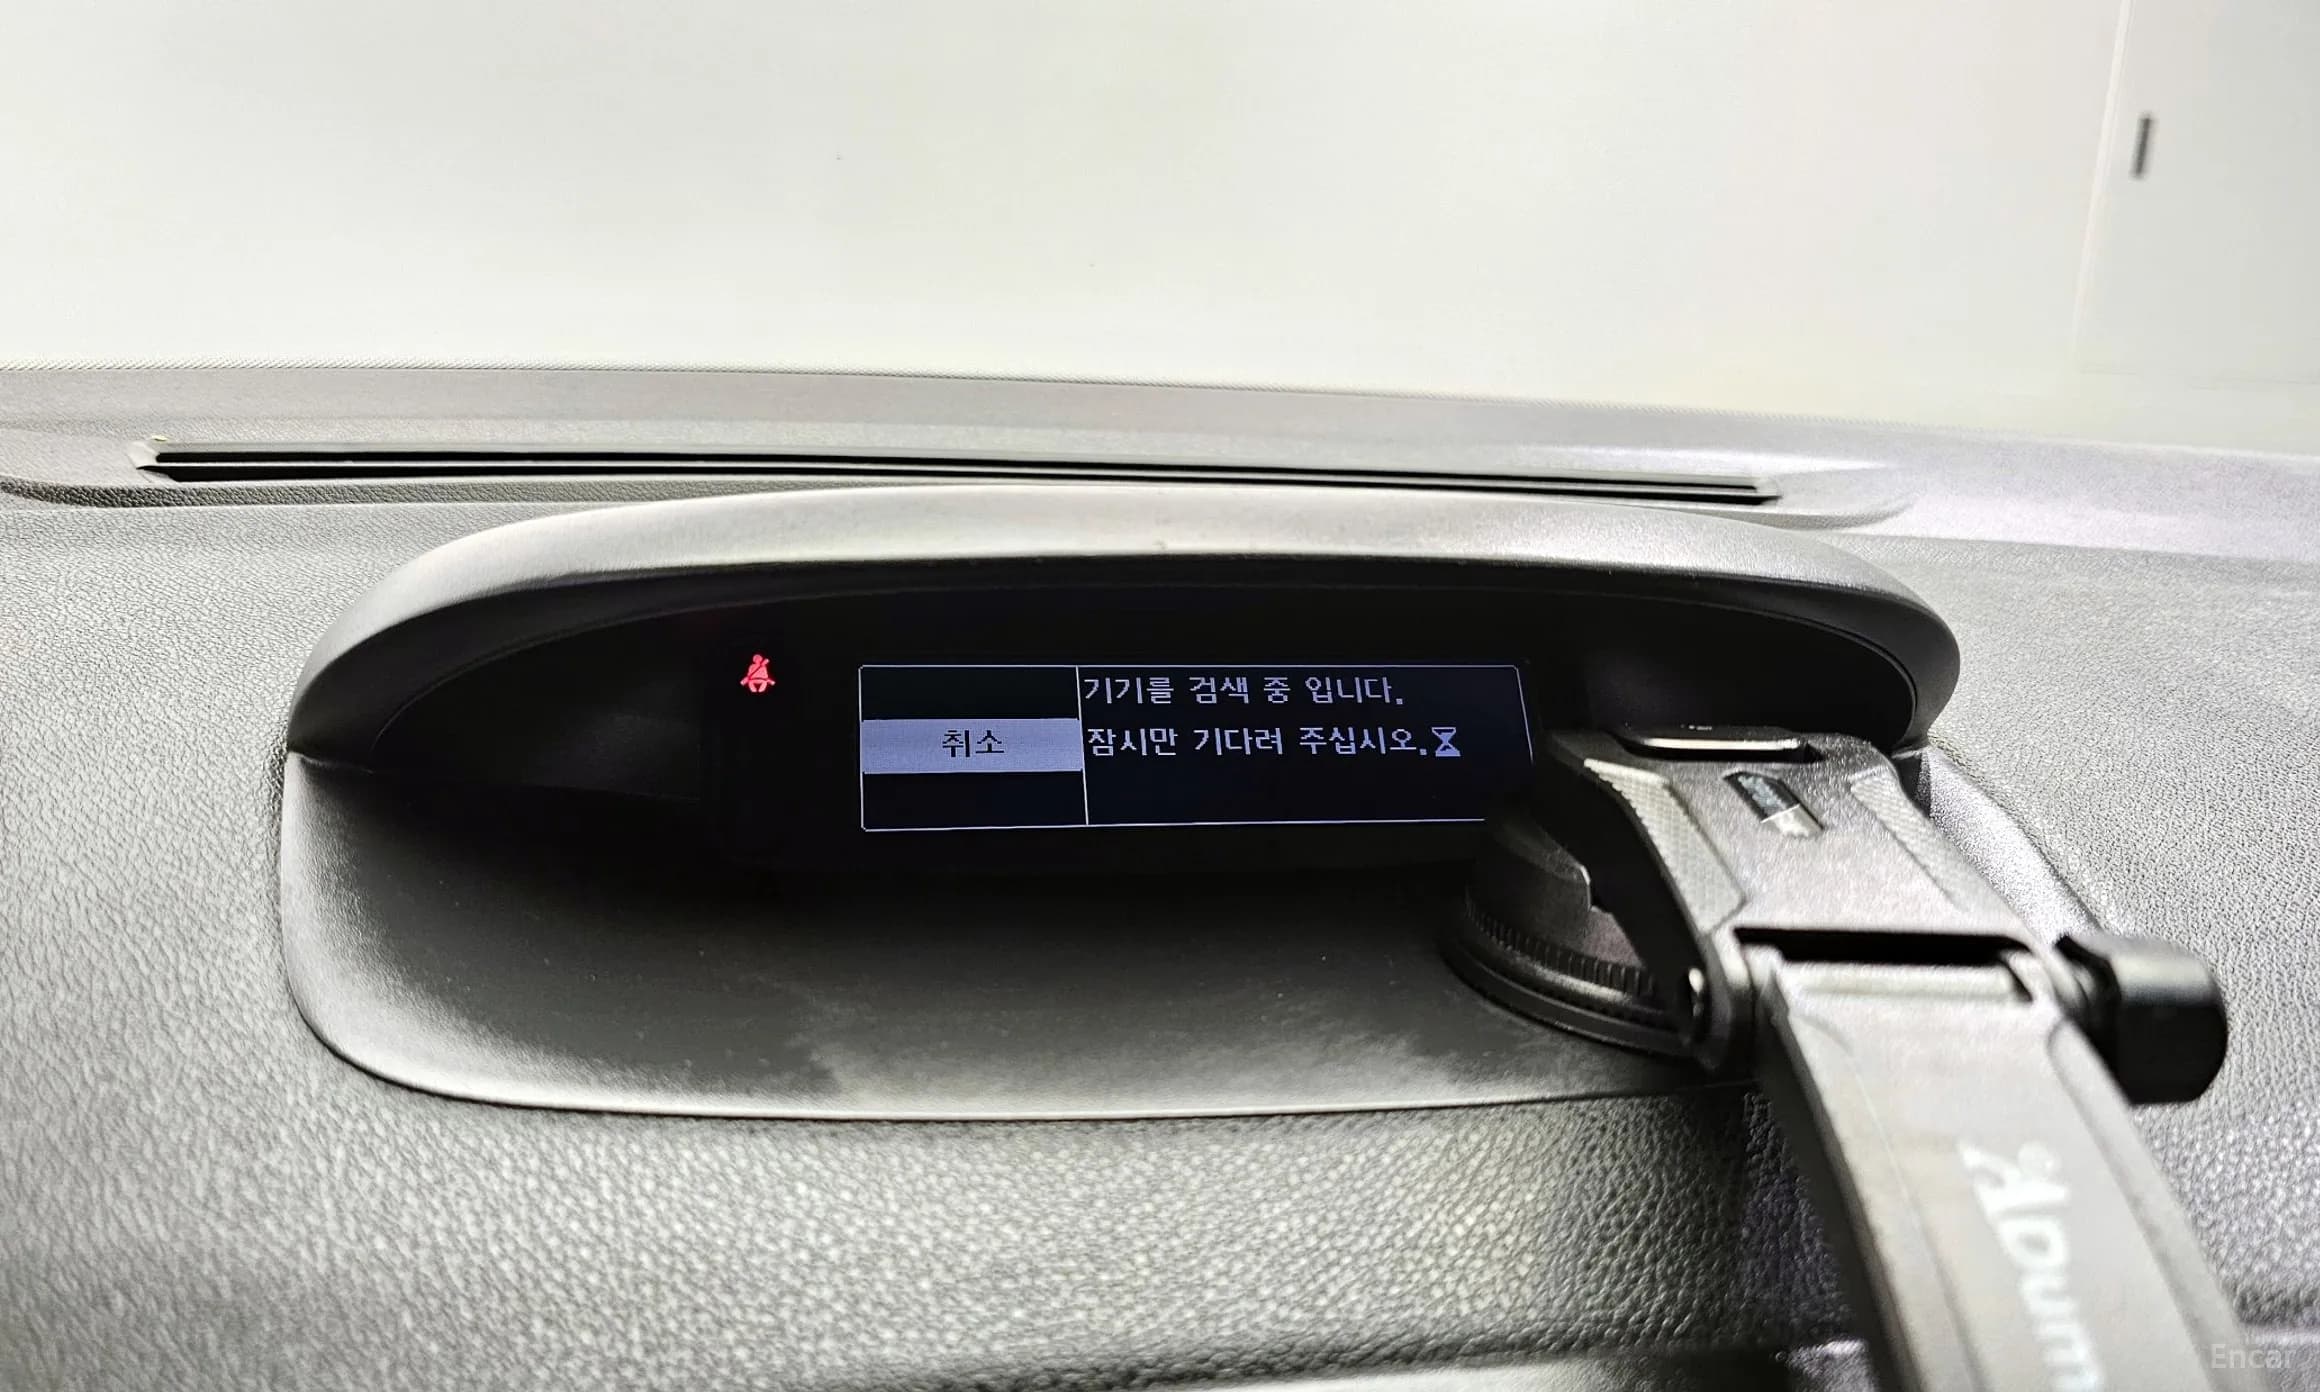 기기를 검색 중 입니다.
취소
잠시만 기다려 주십시오.
Encar